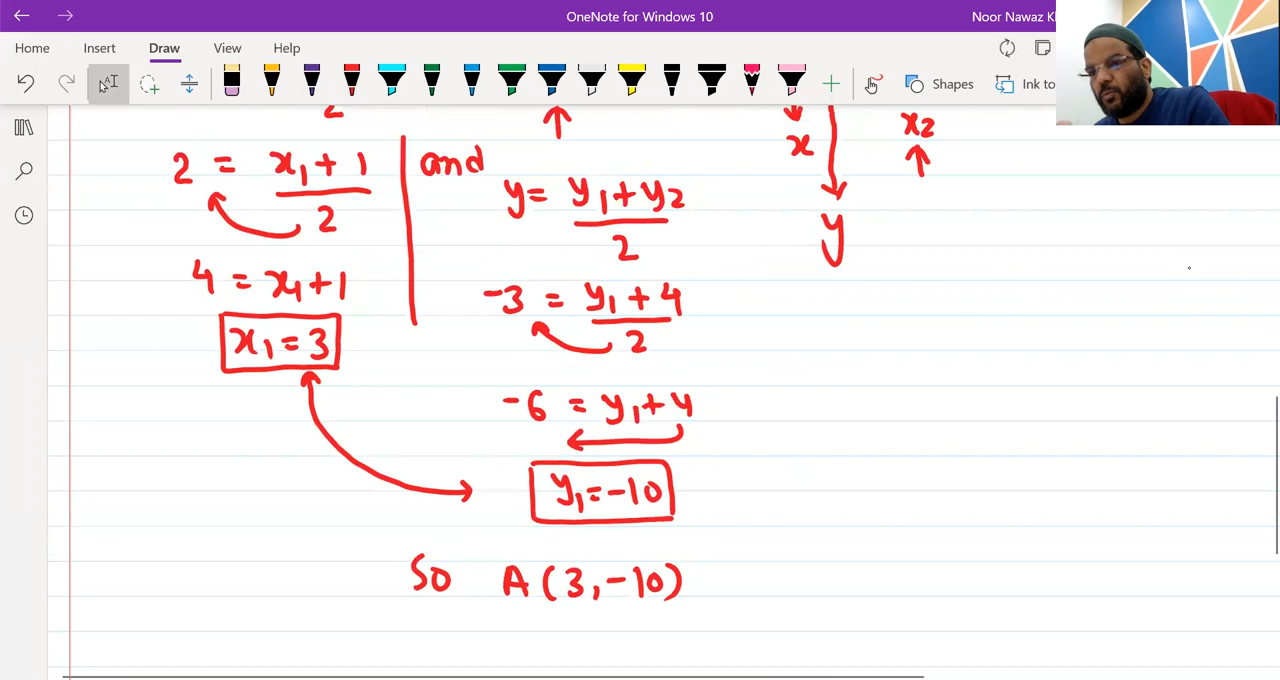 OneNote for Windows 10
Noor Nawaz Kh
Home Insert Draw View Help
Shapes
Ink to
2
x
x2
2 = x₁ + 1
2
and
y = y₁ + y₂
2
y
4 = x₁ + 1
-3 = y₁ + 4
2
x₁ = 3
-6 = y₁ + 4
y₁ = -10
So A (3, -10)